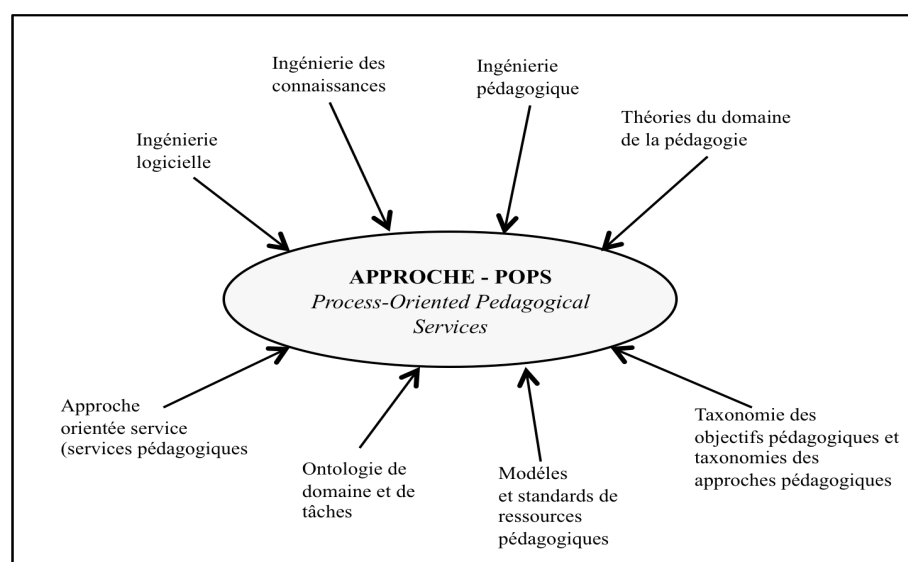 Ingénierie des
connaissances
Ingénierie
pédagogique
Théories du domaine
de la pédagogie
Ingénierie
logicielle
APPROCHE - POPS
Process-Oriented Pedagogical
Services
Approche
orientée service
(services pédagogiques
Ontologie de
domaine et de
tâches
Modéles
et standards de
ressources
pédagogiques
Taxonomie des
objectifs pédagogiques et
taxonomies des
approches pédagogiques